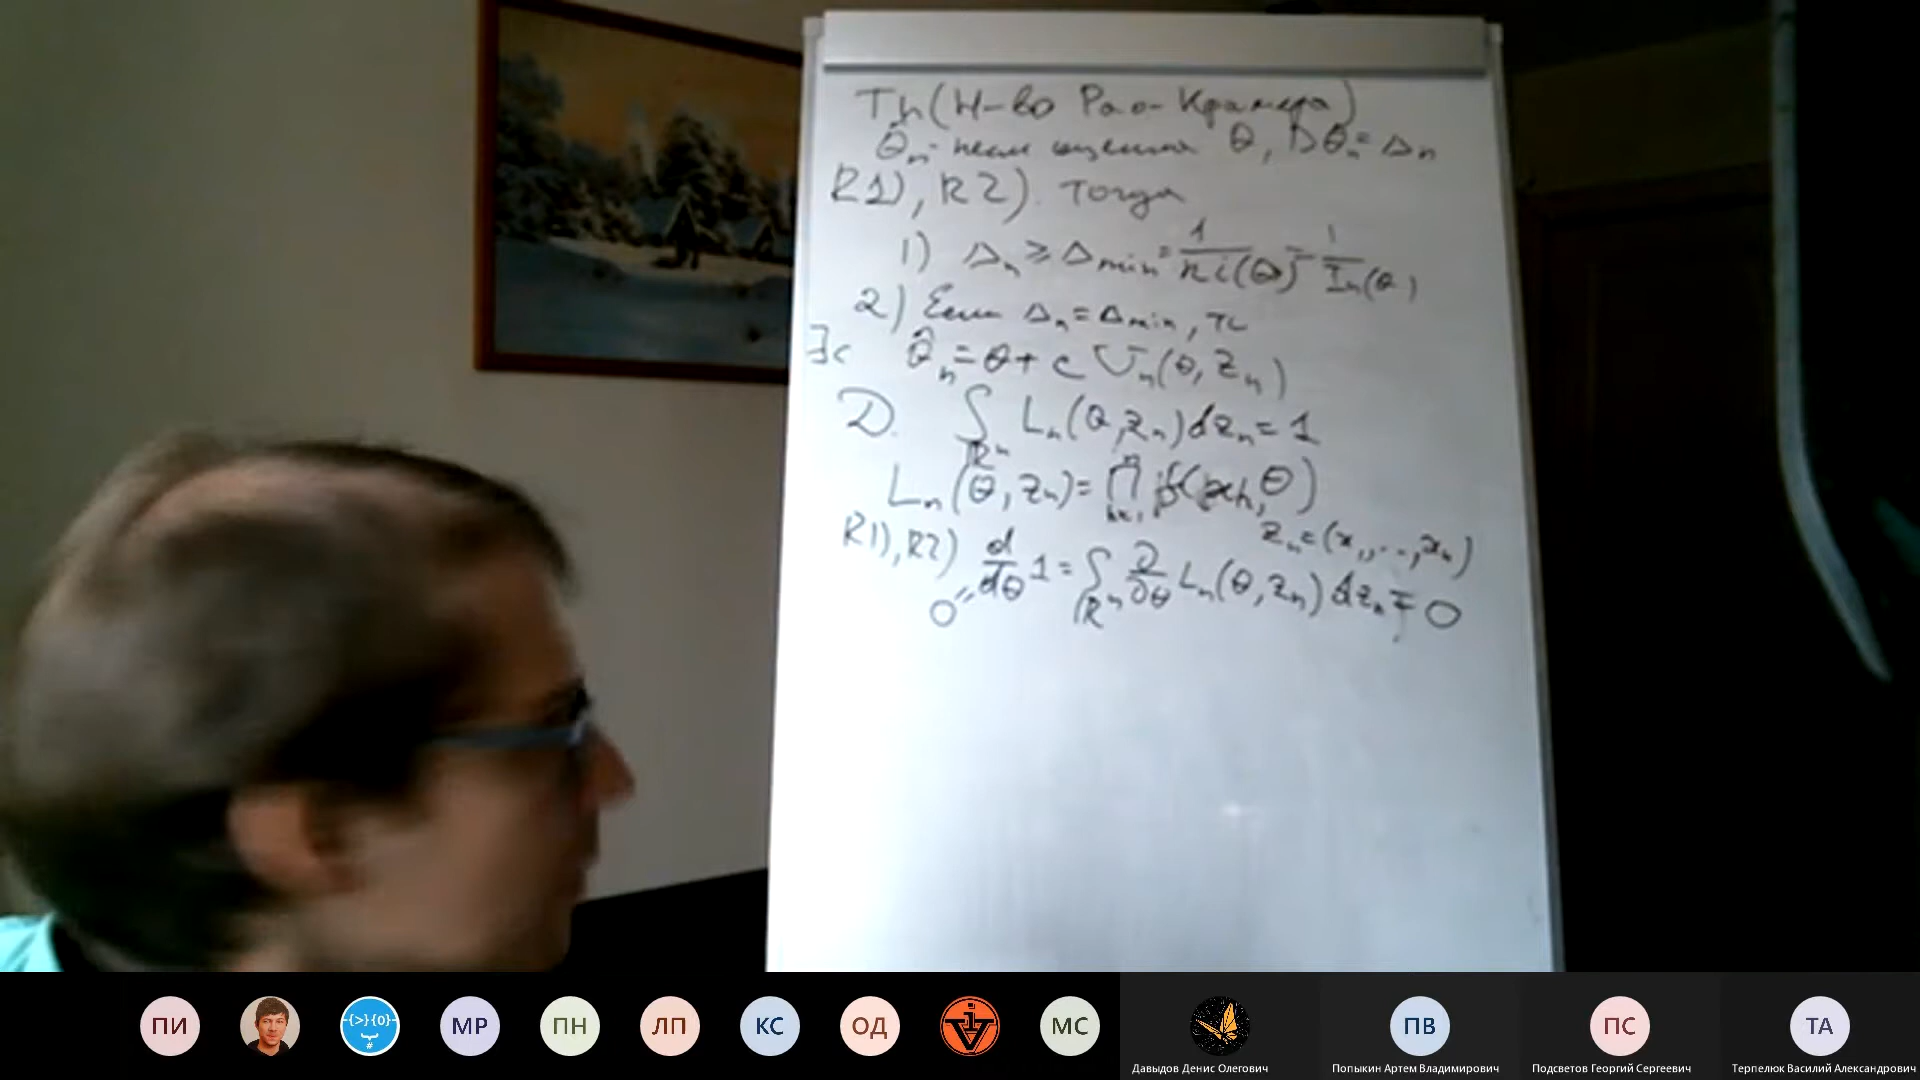 Th (Н-во Рао-Крамера)
θ̂ₙ - несм оценка θ, Dθ̂ₙ = Δₙ
R1), R2). Тогда
1) Δₙ ≥ Δmin = 1/(n i(θ)) = 1/Iₙ(θ)
2) Если Δₙ = Δmin, то
∃c θ̂ₙ = θ + c Uₙ(θ, Zₙ)
D. ∫_{ℝⁿ} Lₙ(θ, zₙ) dzₙ = 1
Lₙ(θ, zₙ) = ∏ₖ₌₁ⁿ f(xₖ, θ)
zₙ = (x₁, ..., xₙ)
R1), R2) d/dθ 1 = ∫_{ℝⁿ} ∂/∂θ Lₙ(θ, zₙ) dzₙ = 0
0 "
ПИ
{>}{0}
#
МР
ПН
ЛП
КС
ОД
МС
ПВ
ПС
ТА
Давыдов Денис Олегович
Попыкин Артем Владимирович
Подсветов Георгий Сергеевич
Терпелюк Василий Александрович